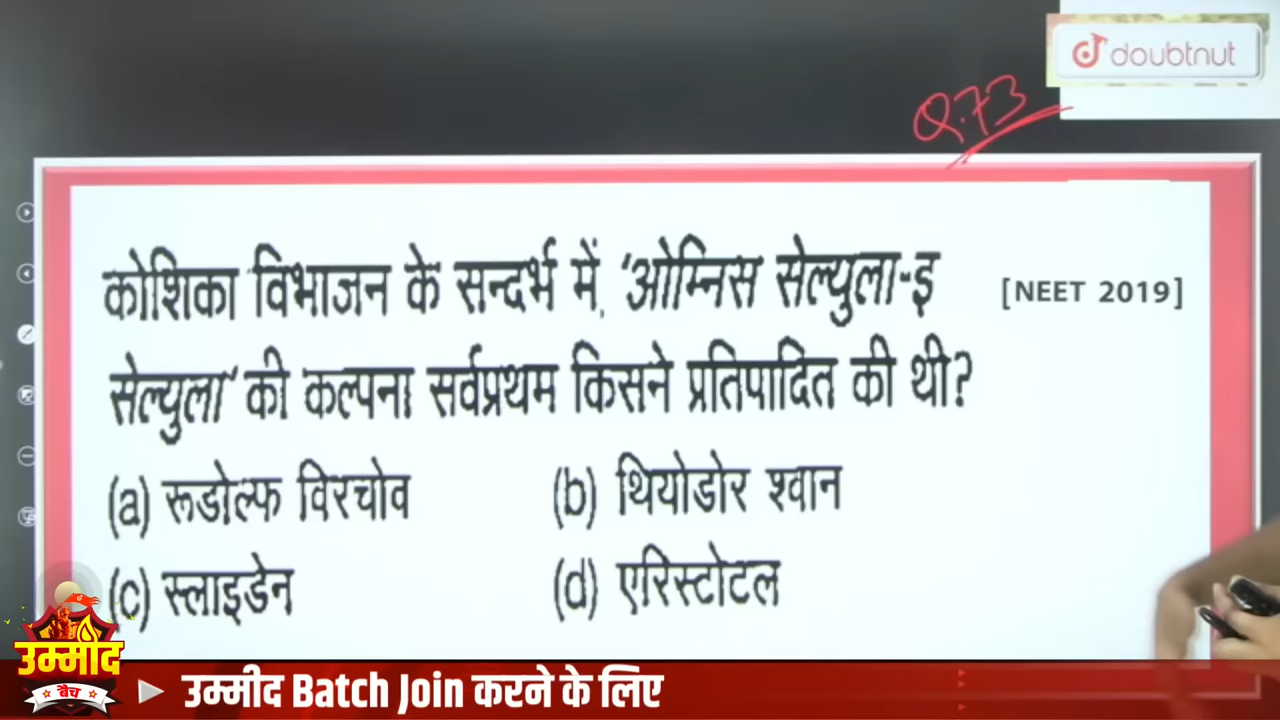 doubtnut
Q.73
कोशिका विभाजन के सन्दर्भ में, 'ओम्निस सेल्युला-इ [NEET 2019]
सेल्युला' की कल्पना सर्वप्रथम किसने प्रतिपादित की थी?
(a) रूडोल्फ विरचोव (b) थियोडोर श्वान
(c) स्लाइडेन (d) एरिस्टोटल
उम्मीद
बैच
उम्मीद Batch Join करने के लिए